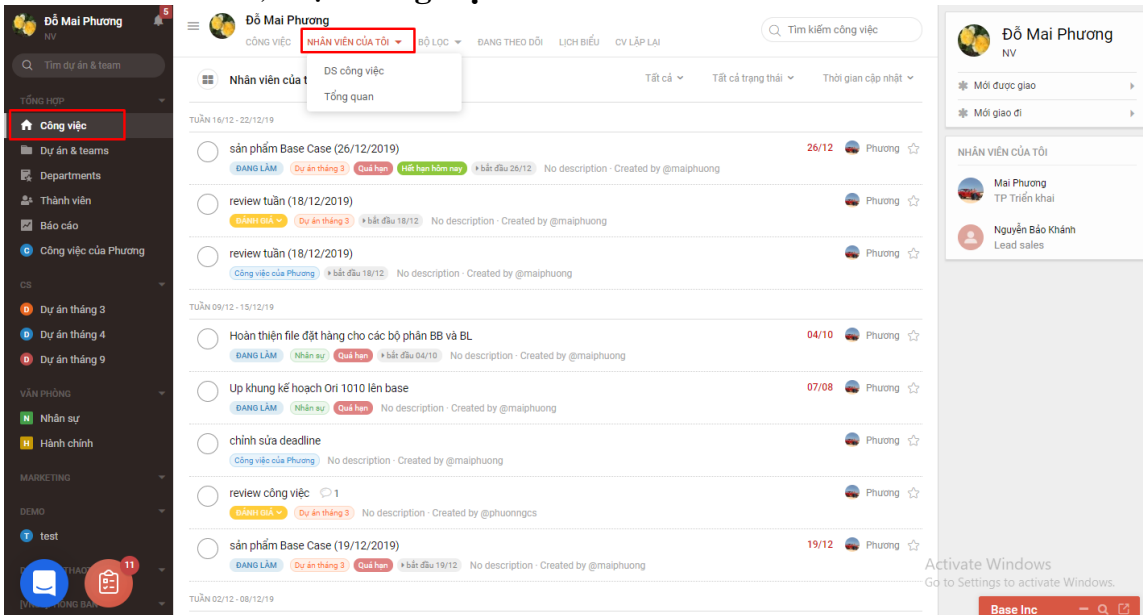 Đỗ Mai Phương
NV
5
Tìm dự án & team
TỔNG HỢP
Công việc
Dự án & teams
Departments
Thành viên
Báo cáo
C Công việc của Phương
CS
D Dự án tháng 3
D Dự án tháng 4
D Dự án tháng 9
VĂN PHÒNG
N Nhân sự
H Hành chính
MARKETING
DEMO
T test
11
Đỗ Mai Phương
CÔNG VIỆC NHÂN VIÊN CỦA TÔI BỘ LỌC ĐANG THEO DÕI LỊCH BIỂU CV LẶP LẠI
Tìm kiếm công việc
DS công việc
Tổng quan
Nhân viên của t
Tất cả Tất cả trạng thái Thời gian cập nhật
TUẦN 16/12 - 22/12/19
sản phẩm Base Case (26/12/2019) 26/12 Phương
ĐANG LÀM Dự án tháng 3 Quá hạn Hết hạn hôm nay bắt đầu 26/12 No description · Created by @maiphuong
review tuần (18/12/2019) Phương
ĐÁNH GIÁ Dự án tháng 3 bắt đầu 18/12 No description · Created by @maiphuong
review tuần (18/12/2019) Phương
Công việc của Phương bắt đầu 18/12 No description · Created by @maiphuong
TUẦN 09/12 - 15/12/19
Hoàn thiện file đặt hàng cho các bộ phân BB và BL 04/10 Phương
ĐANG LÀM Nhân sự Quá hạn bắt đầu 04/10 No description · Created by @maiphuong
Up khung kế hoạch Ori 1010 lên base 07/08 Phương
ĐANG LÀM Nhân sự Quá hạn No description · Created by @maiphuong
chỉnh sửa deadline Phương
Công việc của Phương No description · Created by @maiphuong
review công việc 1 Phương
ĐÁNH GIÁ Dự án tháng 3 No description · Created by @phuonngcs
sản phẩm Base Case (19/12/2019) 19/12 Phương
ĐANG LÀM Dự án tháng 3 Quá hạn bắt đầu 19/12 No description · Created by @maiphuong
TUẦN 02/12 - 08/12/19
Đỗ Mai Phương
NV
Mới được giao
Mới giao đi
NHÂN VIÊN CỦA TÔI
Mai Phương
TP Triển khai
Nguyễn Bảo Khánh
Lead sales
Activate Windows
Go to Settings to activate Windows.
Base Inc